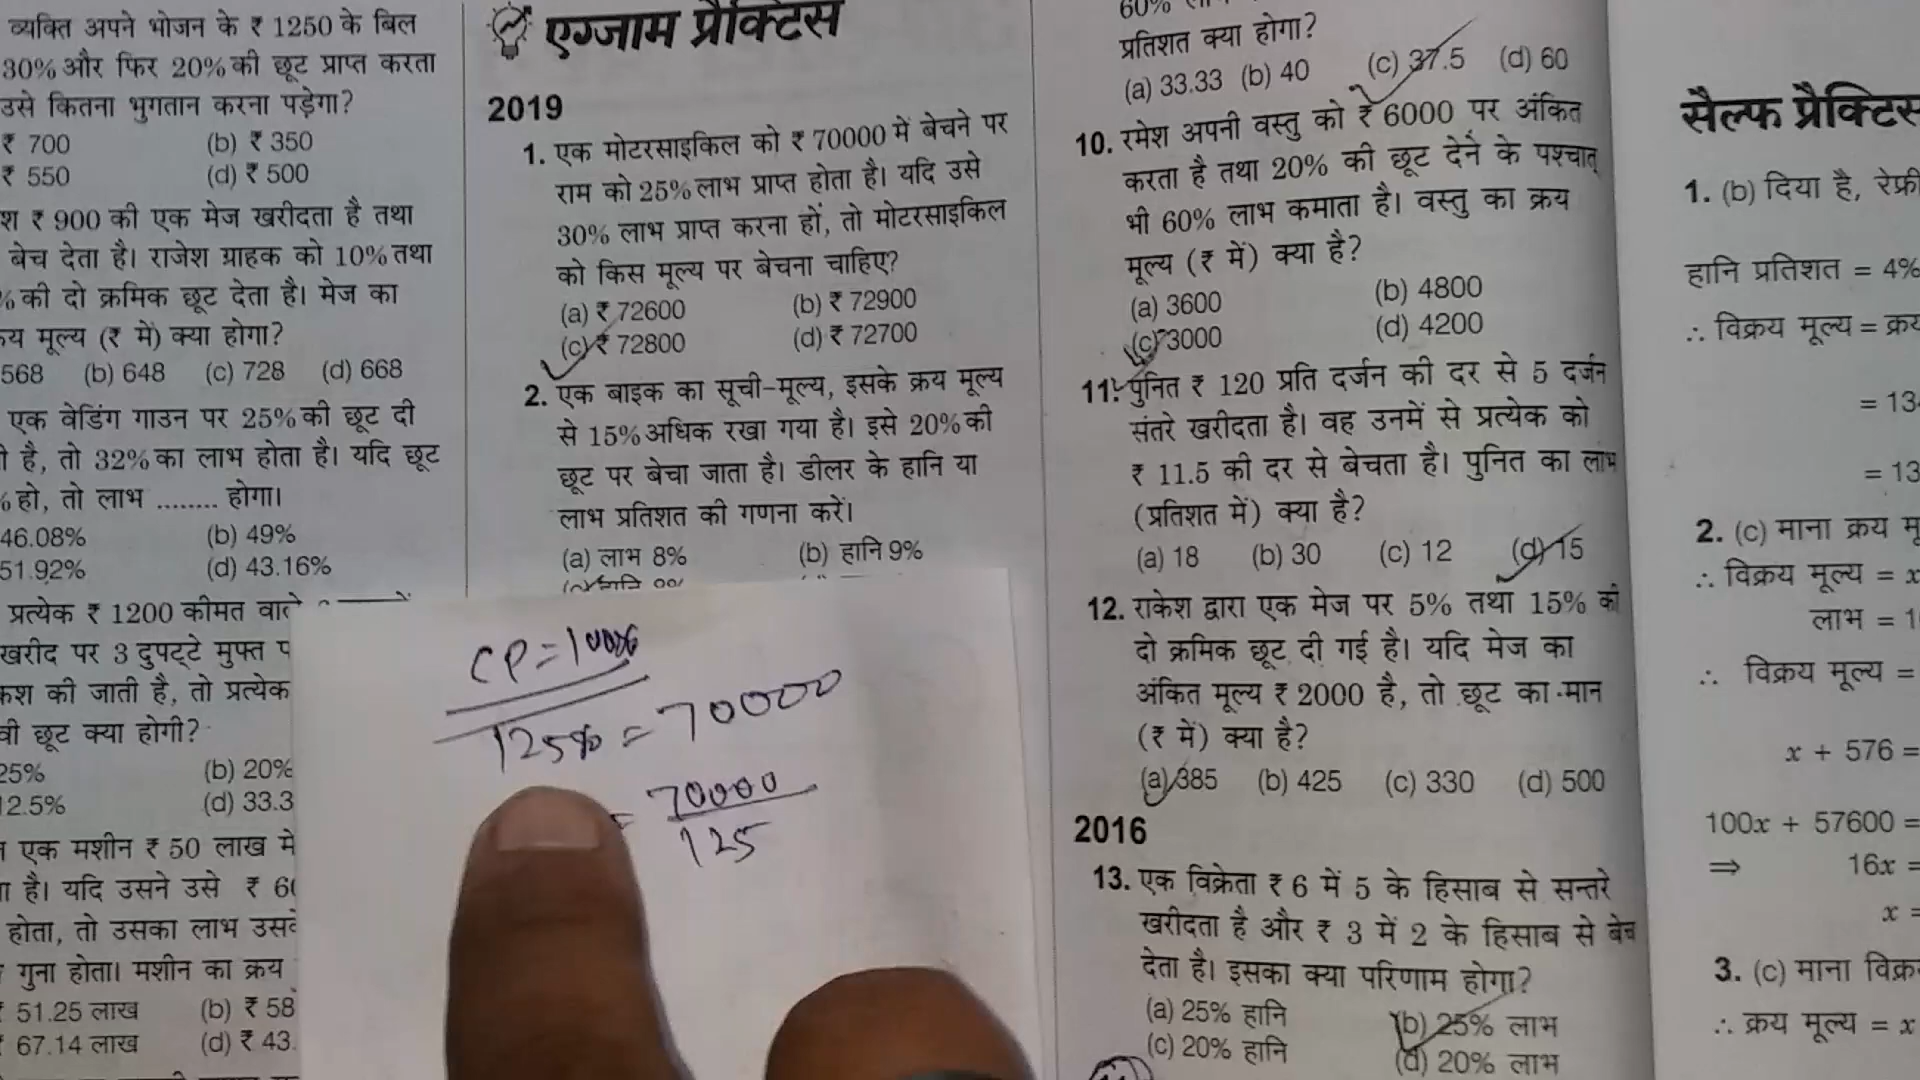 व्यक्ति अपने भोजन के ₹ 1250 के बिल
30% और फिर 20% की छूट प्राप्त करता
उसे कितना भुगतान करना पड़ेगा?
₹ 700 (b) ₹ 350
₹ 550 (d) ₹ 500
₹ 900 की एक मेज खरीदता है तथा
बेच देता है। राजेश ग्राहक को 10% तथा
की दो क्रमिक छूट देता है। मेज का
मूल्य (₹ में) क्या होगा?
568 (b) 648 (c) 728 (d) 668
एक वेडिंग गाउन पर 25% की छूट दी
है, तो 32% का लाभ होता है। यदि छूट
हो, तो लाभ ........ होगा।
46.08% (b) 49%
51.92% (d) 43.16%
प्रत्येक ₹ 1200 कीमत वाले
खरीद पर 3 दुपट्टे मुफ्त
की जाती है, तो प्रत्येक
छूट क्या होगी?
25% (b) 20%
12.5% (d) 33.3
एक मशीन ₹ 50 लाख में
है। यदि उसने उसे ₹ 6
होता, तो उसका लाभ
गुना होता। मशीन का क्रय
51.25 लाख (b) ₹ 58
67.14 लाख (d) ₹ 43.
एग्जाम प्रैक्टिस
2019
1. एक मोटरसाइकिल को ₹ 70000 में बेचने पर
राम को 25% लाभ प्राप्त होता है। यदि उसे
30% लाभ प्राप्त करना हों, तो मोटरसाइकिल
को किस मूल्य पर बेचना चाहिए?
(a) ₹ 72600 (b) ₹ 72900
(c) ₹ 72800 (d) ₹ 72700
2. एक बाइक का सूची-मूल्य, इसके क्रय मूल्य
से 15% अधिक रखा गया है। इसे 20% की
छूट पर बेचा जाता है। डीलर के हानि या
लाभ प्रतिशत की गणना करें।
(a) लाभ 8% (b) हानि 9%
CP = 100%
125% = 70000
= 70000
125
60%
प्रतिशत क्या होगा?
(a) 33.33 (b) 40 (c) 37.5 (d) 60
10. रमेश अपनी वस्तु को ₹ 6000 पर अंकित
करता है तथा 20% की छूट देने के पश्चात्
भी 60% लाभ कमाता है। वस्तु का क्रय
मूल्य (₹ में) क्या है?
(a) 3600 (b) 4800
(c) 3000 (d) 4200
11. पुनित ₹ 120 प्रति दर्जन की दर से 5 दर्जन
संतरे खरीदता है। वह उनमें से प्रत्येक को
₹ 11.5 की दर से बेचता है। पुनित का लाभ
(प्रतिशत में) क्या है?
(a) 18 (b) 30 (c) 12 (d) 15
12. राकेश द्वारा एक मेज पर 5% तथा 15% की
दो क्रमिक छूट दी गई है। यदि मेज का
अंकित मूल्य ₹ 2000 है, तो छूट का मान
(₹ में) क्या है?
(a) 385 (b) 425 (c) 330 (d) 500
2016
13. एक विक्रेता ₹ 6 में 5 के हिसाब से सन्तरे
खरीदता है और ₹ 3 में 2 के हिसाब से बेच
देता है। इसका क्या परिणाम होगा?
(a) 25% हानि (b) 25% लाभ
(c) 20% हानि (d) 20% लाभ
सैल्फ प्रैक्टिस
1. (b) दिया है,
हानि प्रतिशत = 4%
∴ विक्रय मूल्य =
= 13
= 13
2. (c) माना क्रय
∴ विक्रय मूल्य = x
लाभ = 1
∴ विक्रय मूल्य =
x + 576 =
100x + 57600 =
⇒ 16x =
x =
3. (c) माना
∴ क्रय मूल्य = x